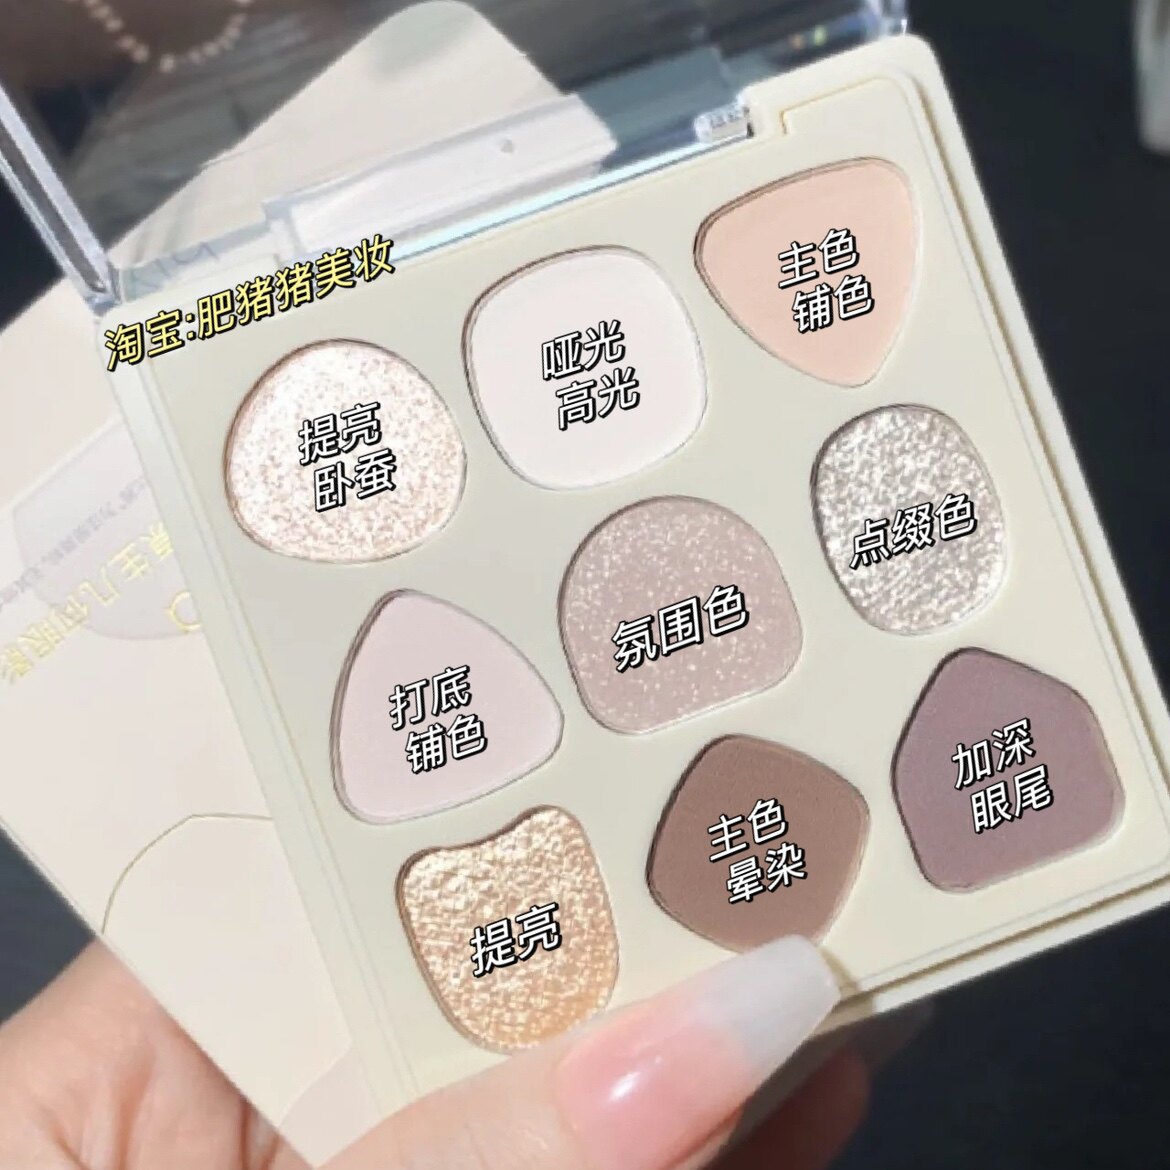 淘宝:肥猪猪美妆
提亮
卧蚕
哑光
高光
主色
铺色
打底
铺色
氛围色
点缀色
提亮
主色
晕染
加深
眼尾